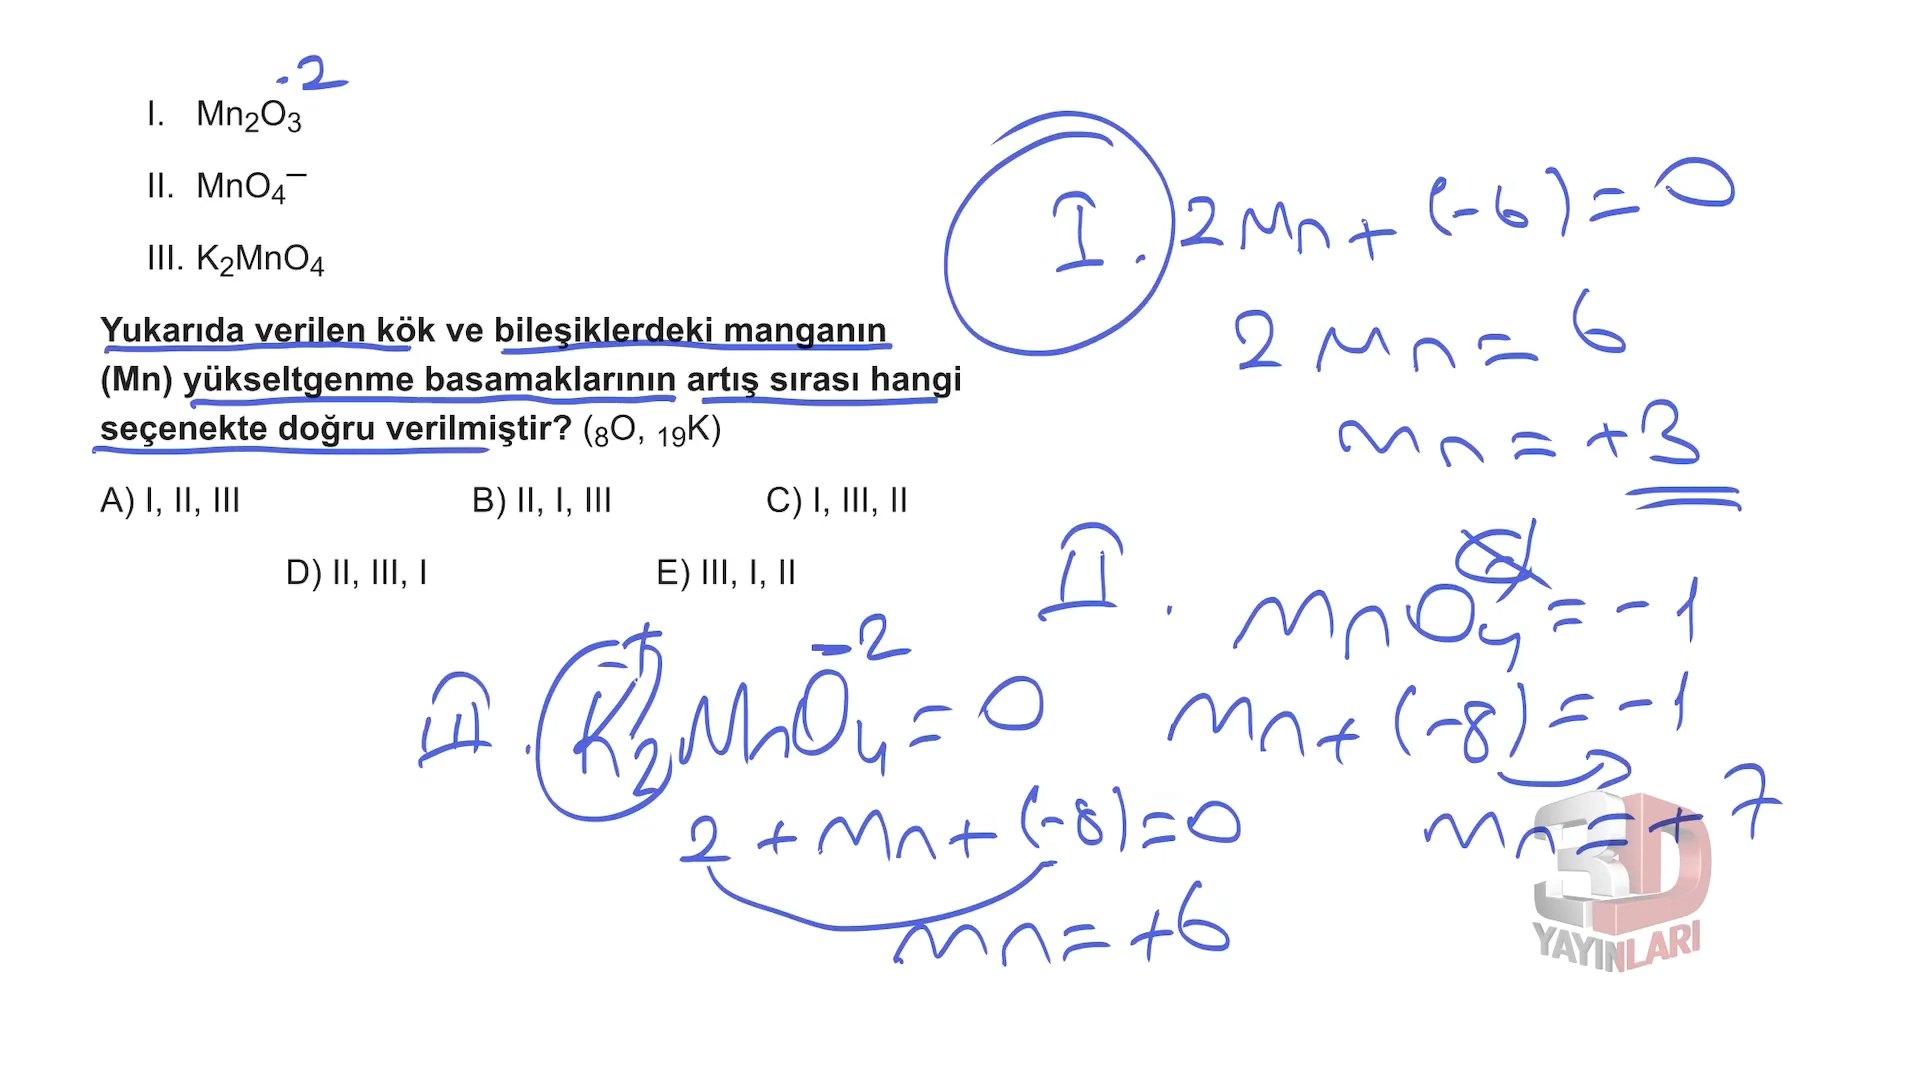 -2
I. Mn₂O₃
II. MnO₄⁻
III. K₂MnO₄
Yukarıda verilen kök ve bileşiklerdeki manganın
(Mn) yükseltgenme basamaklarının artış sırası hangi
seçenekte doğru verilmiştir? (₈O, ₁₉K)
A) I, II, III B) II, I, III C) I, III, II
D) II, III, I E) III, I, II
I. 2Mn + (-6) = 0
2Mn = 6
Mn = +3
II. MnO₄ = -1
Mn + (-8) = -1
Mn = +7
III. K₂MnO₄ = 0
-2
2 + Mn + (-8) = 0
Mn = +6
3D
YAYINLARI